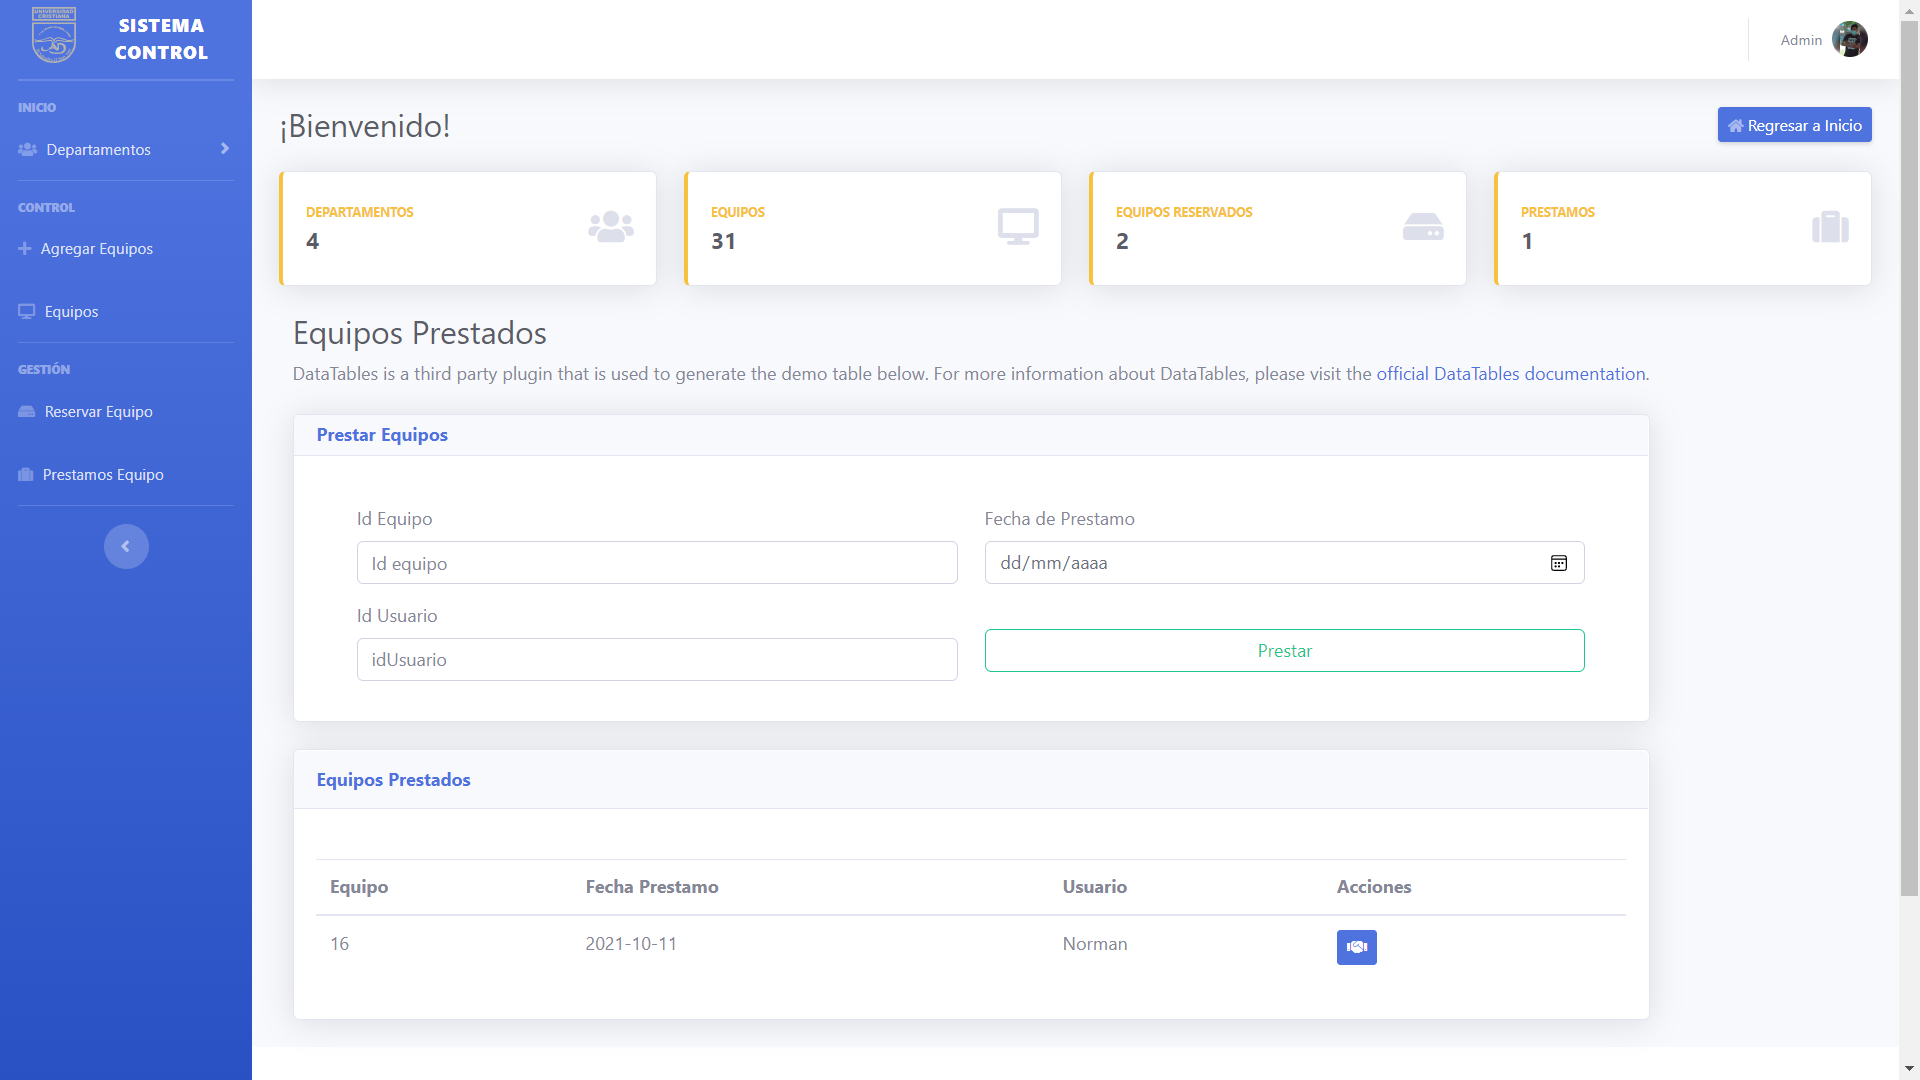 UNIVERSIDAD
CRISTIANA
SISTEMA
CONTROL
INICIO
Departamentos
CONTROL
Agregar Equipos
Equipos
GESTIÓN
Reservar Equipo
Prestamos Equipo
Admin
¡Bienvenido!
Regresar a Inicio
DEPARTAMENTOS
4
EQUIPOS
31
EQUIPOS RESERVADOS
2
PRESTAMOS
1
Equipos Prestados
DataTables is a third party plugin that is used to generate the demo table below. For more information about DataTables, please visit the official DataTables documentation.
Prestar Equipos
Id Equipo
Id equipo
Fecha de Prestamo
dd/mm/aaaa
Id Usuario
idUsuario
Prestar
Equipos Prestados
Equipo Fecha Prestamo Usuario Acciones
16 2021-10-11 Norman